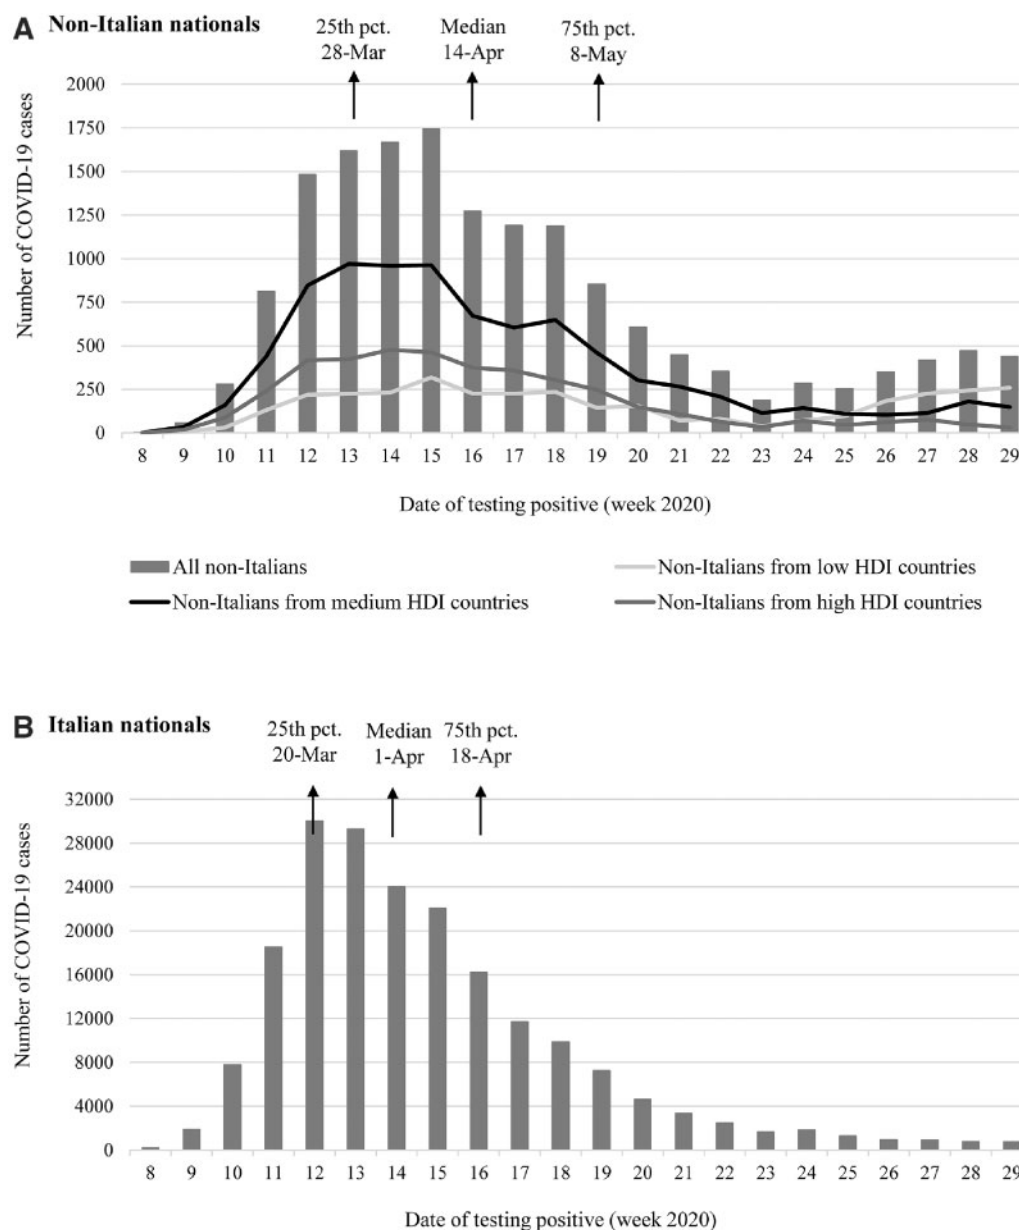 A Non-Italian nationals
25th pct.
28-Mar
Median
14-Apr
75th pct.
8-May
Number of COVID-19 cases
2000
1750
1500
1250
1000
750
500
250
0
8 9 10 11 12 13 14 15 16 17 18 19 20 21 22 23 24 25 26 27 28 29
Date of testing positive (week 2020)
All non-Italians
Non-Italians from low HDI countries
Non-Italians from medium HDI countries
Non-Italians from high HDI countries
B Italian nationals
25th pct.
20-Mar
Median
1-Apr
75th pct.
18-Apr
Number of COVID-19 cases
32000
28000
24000
20000
16000
12000
8000
4000
0
8 9 10 11 12 13 14 15 16 17 18 19 20 21 22 23 24 25 26 27 28 29
Date of testing positive (week 2020)